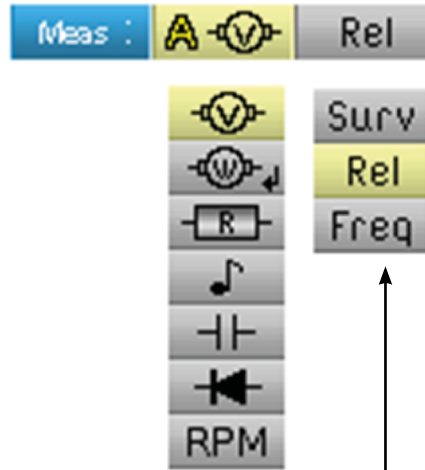 Meas : A V Rel
V Surv
W Rel
R Freq
RPM